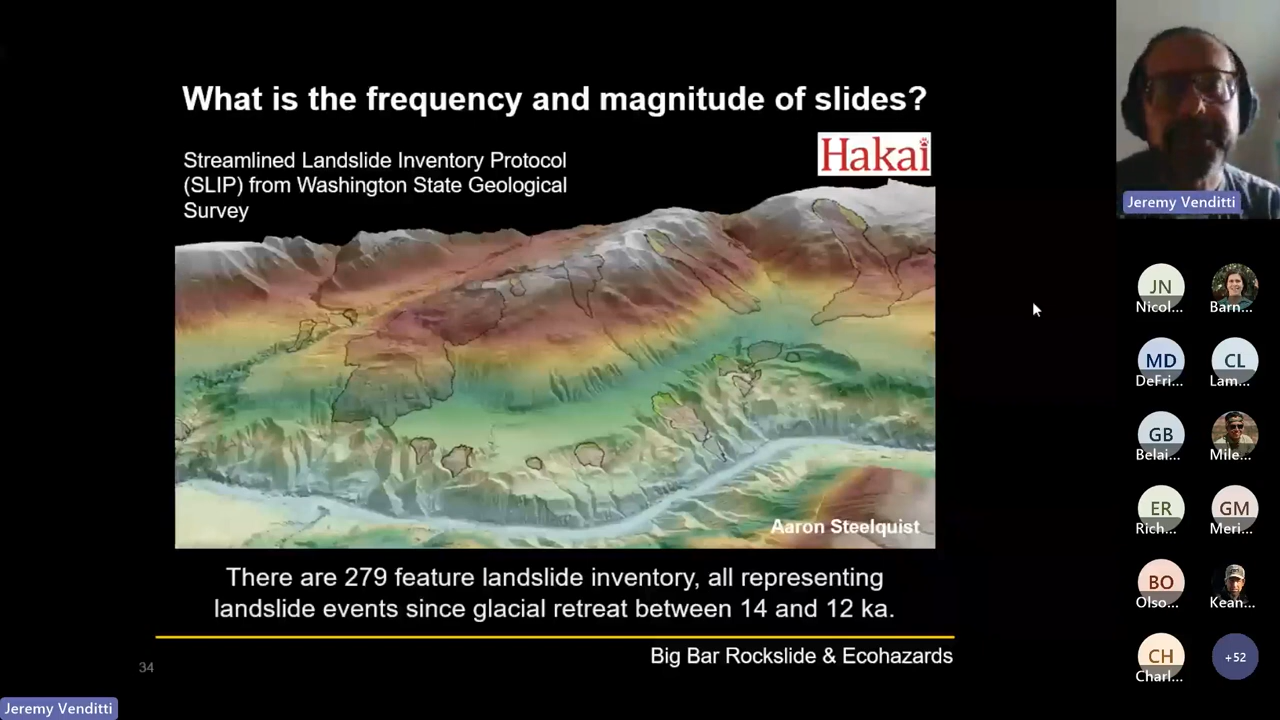 What is the frequency and magnitude of slides?
Streamlined Landslide Inventory Protocol
(SLIP) from Washington State Geological
Survey
Hakai
Aaron Steelquist
There are 279 feature landslide inventory, all representing
landslide events since glacial retreat between 14 and 12 ka.
Big Bar Rockslide & Ecohazards
34
Jeremy Venditti
Jeremy Venditti
JN
Nicol...
Barn...
MD
DeFri...
CL
Lam...
GB
Belai...
Mile...
ER
Rich...
GM
Meri...
BO
Olso...
Kean...
CH
Charl...
+52